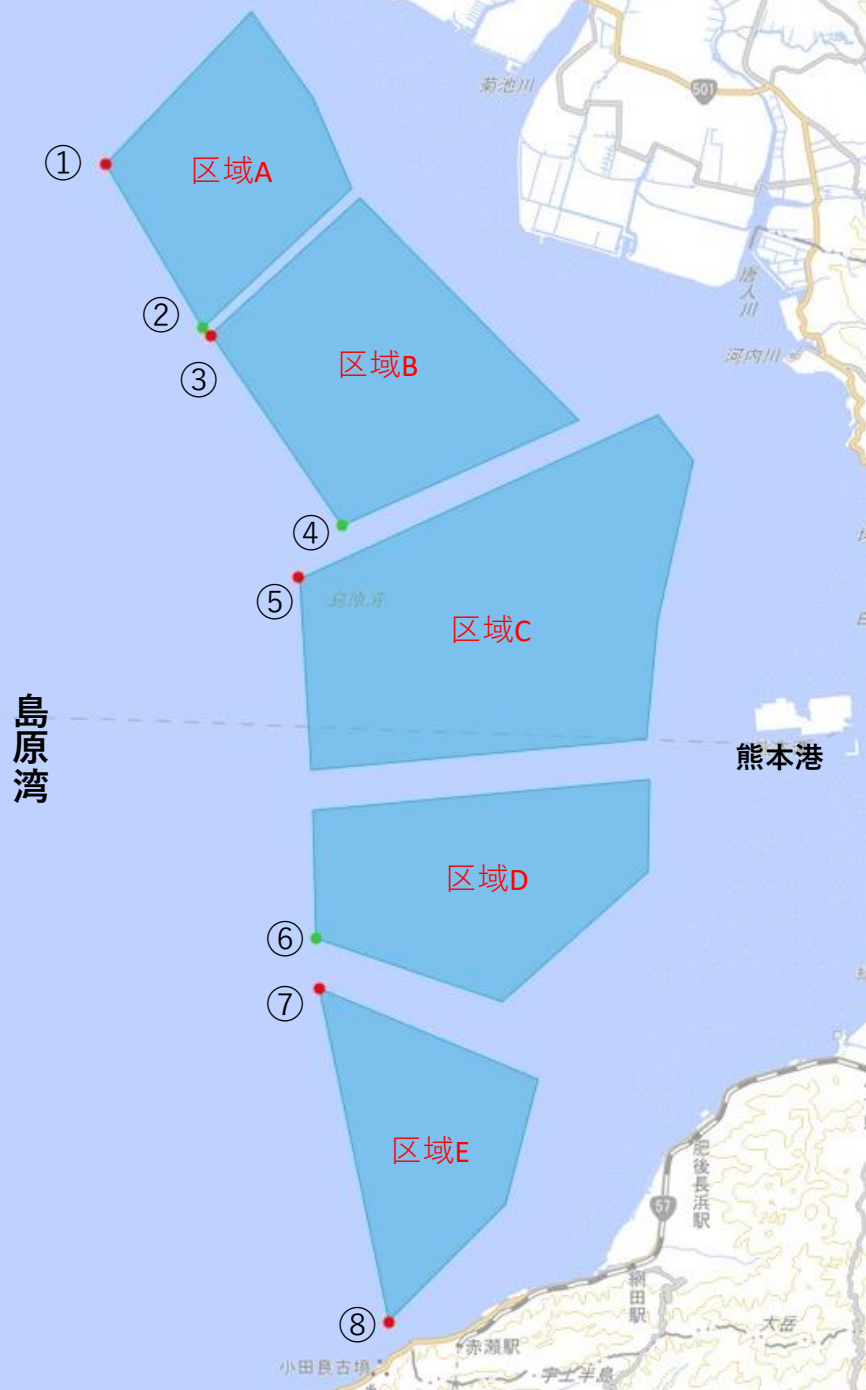 菊池川
501
①
区域A
唐人川
②
③
河内川
区域B
④
⑤
島原湾
区域C
島原湾
熊本港
区域D
⑥
⑦
区域E
肥後長浜駅
57
200
網田駅
⑧
大岳
赤瀬駅
小田良古墳
宇土半島